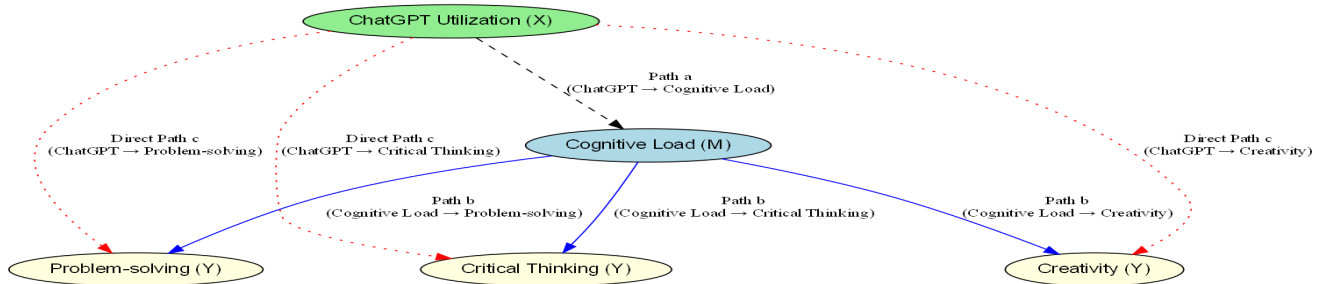 ChatGPT Utilization (X)
Path a
(ChatGPT → Cognitive Load)
Direct Path c
(ChatGPT → Problem-solving)
Direct Path c
(ChatGPT → Critical Thinking)
Cognitive Load (M)
Direct Path c
(ChatGPT → Creativity)
Path b
(Cognitive Load → Problem-solving)
Path b
(Cognitive Load → Critical Thinking)
Path b
(Cognitive Load → Creativity)
Problem-solving (Y)
Critical Thinking (Y)
Creativity (Y)